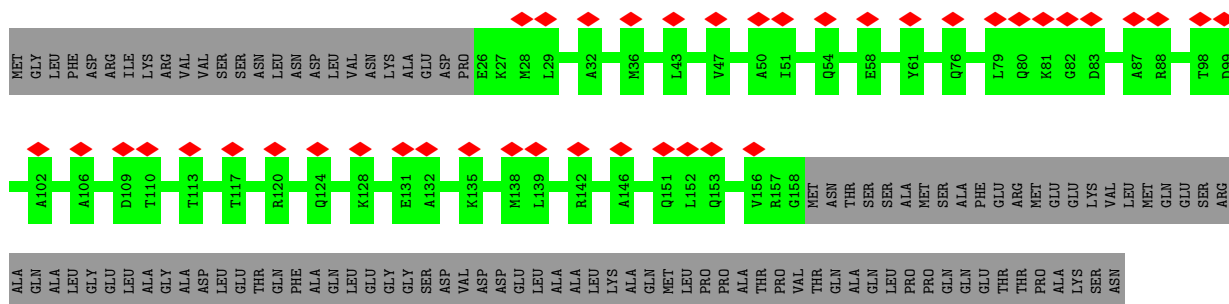 MET GLY LEU PHE ASP ARG ILE LYS ARG VAL VAL SER SER ASN LEU ASN ASP LEU VAL ASN LYS ALA GLU ASP PRO E26 K27 M28 L29 A32 M36 L43 V47 A50 I51 Q54 E58 Y61 Q76 L79 Q80 K81 G82 D83 A87 R88 T98 D99
A102 A106 D109 T110 T113 T117 R120 Q124 K128 E131 A132 K135 M138 L139 R142 A146 Q151 L152 Q153 V156 R157 G158 MET ASN THR SER SER ALA MET SER ALA PHE GLU ARG MET GLU GLU LYS VAL LEU MET GLN GLU SER ARG
ALA GLN ALA LEU GLY GLU LEU ALA GLY ALA ASP LEU GLU THR GLN PHE ALA GLN LEU GLU GLY GLY SER ASP VAL ASP ASP GLU LEU ALA ALA LEU LYS ALA GLN MET LEU PRO PRO ALA THR PRO VAL THR GLN ALA GLN LEU PRO PRO GLN GLN GLU THR THR PRO ALA LYS SER ASN